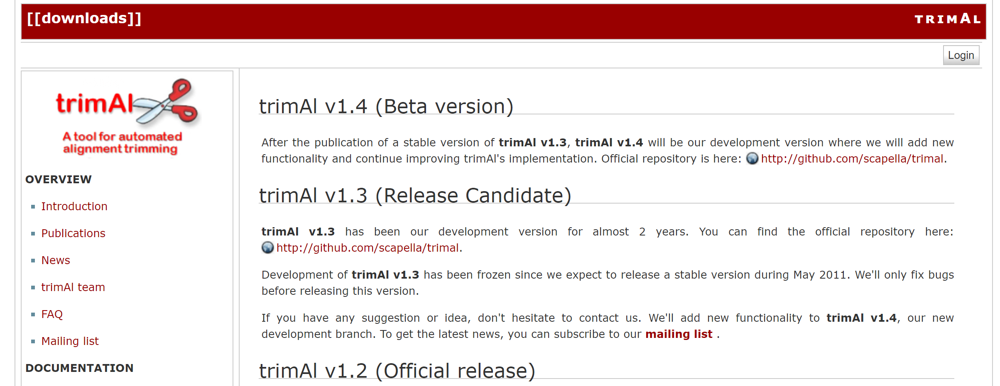 [[downloads]]
TRIMAL
Login
trimAl
A tool for automated
alignment trimming
OVERVIEW
Introduction
Publications
News
trimAl team
FAQ
Mailing list
DOCUMENTATION
trimAl v1.4 (Beta version)
After the publication of a stable version of trimAl v1.3, trimAl v1.4 will be our development version where we will add new
functionality and continue improving trimAl's implementation. Official repository is here: http://github.com/scapella/trimal.
trimAl v1.3 (Release Candidate)
trimAl v1.3 has been our development version for almost 2 years. You can find the official repository here:
http://github.com/scapella/trimal.
Development of trimAl v1.3 has been frozen since we expect to release a stable version during May 2011. We'll only fix bugs
before releasing this version.
If you have any suggestion or idea, don't hesitate to contact us. We'll add new functionality to trimAl v1.4, our new
development branch. To get the latest news, you can subscribe to our mailing list .
trimAl v1.2 (Official release)